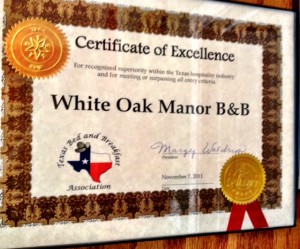 Certificate of Excellence
For recognized superiority within the Texas hospitality industry
and for meeting or surpassing all entry criteria.
White Oak Manor B&B
Texas Bed and Breakfast
Association
President
November 7, 2011